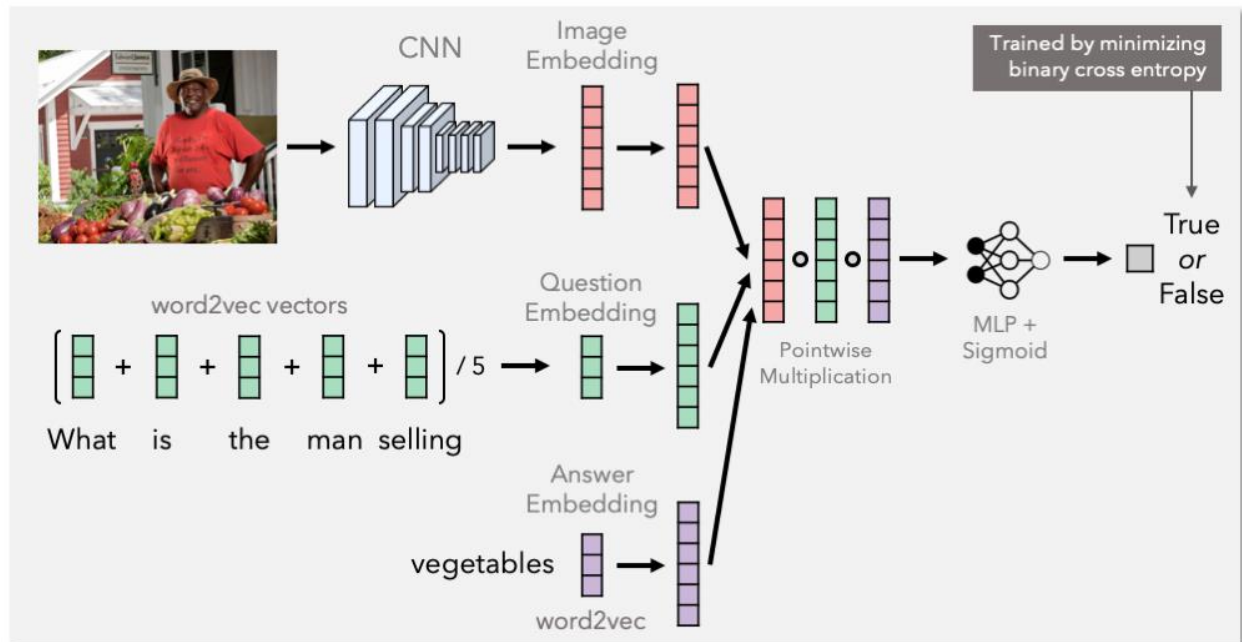 CNN
Image
Embedding
Trained by minimizing
binary cross entropy
word2vec vectors
Question
Embedding
+ + + + / 5
What is the man selling
Pointwise
Multiplication
MLP +
Sigmoid
True
or
False
Answer
Embedding
vegetables
word2vec